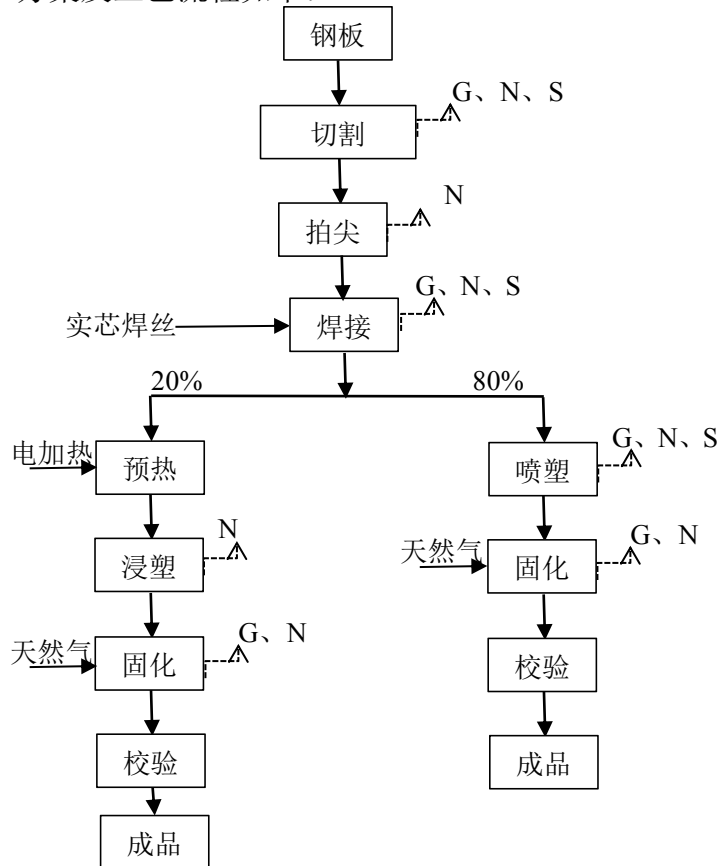 钢板
G、N、S
切割
N
拍尖
G、N、S
实芯焊丝
焊接
20%
80%
电加热
预热
G、N、S
喷塑
N
浸塑
天然气
G、N
固化
天然气
G、N
固化
校验
校验
成品
成品